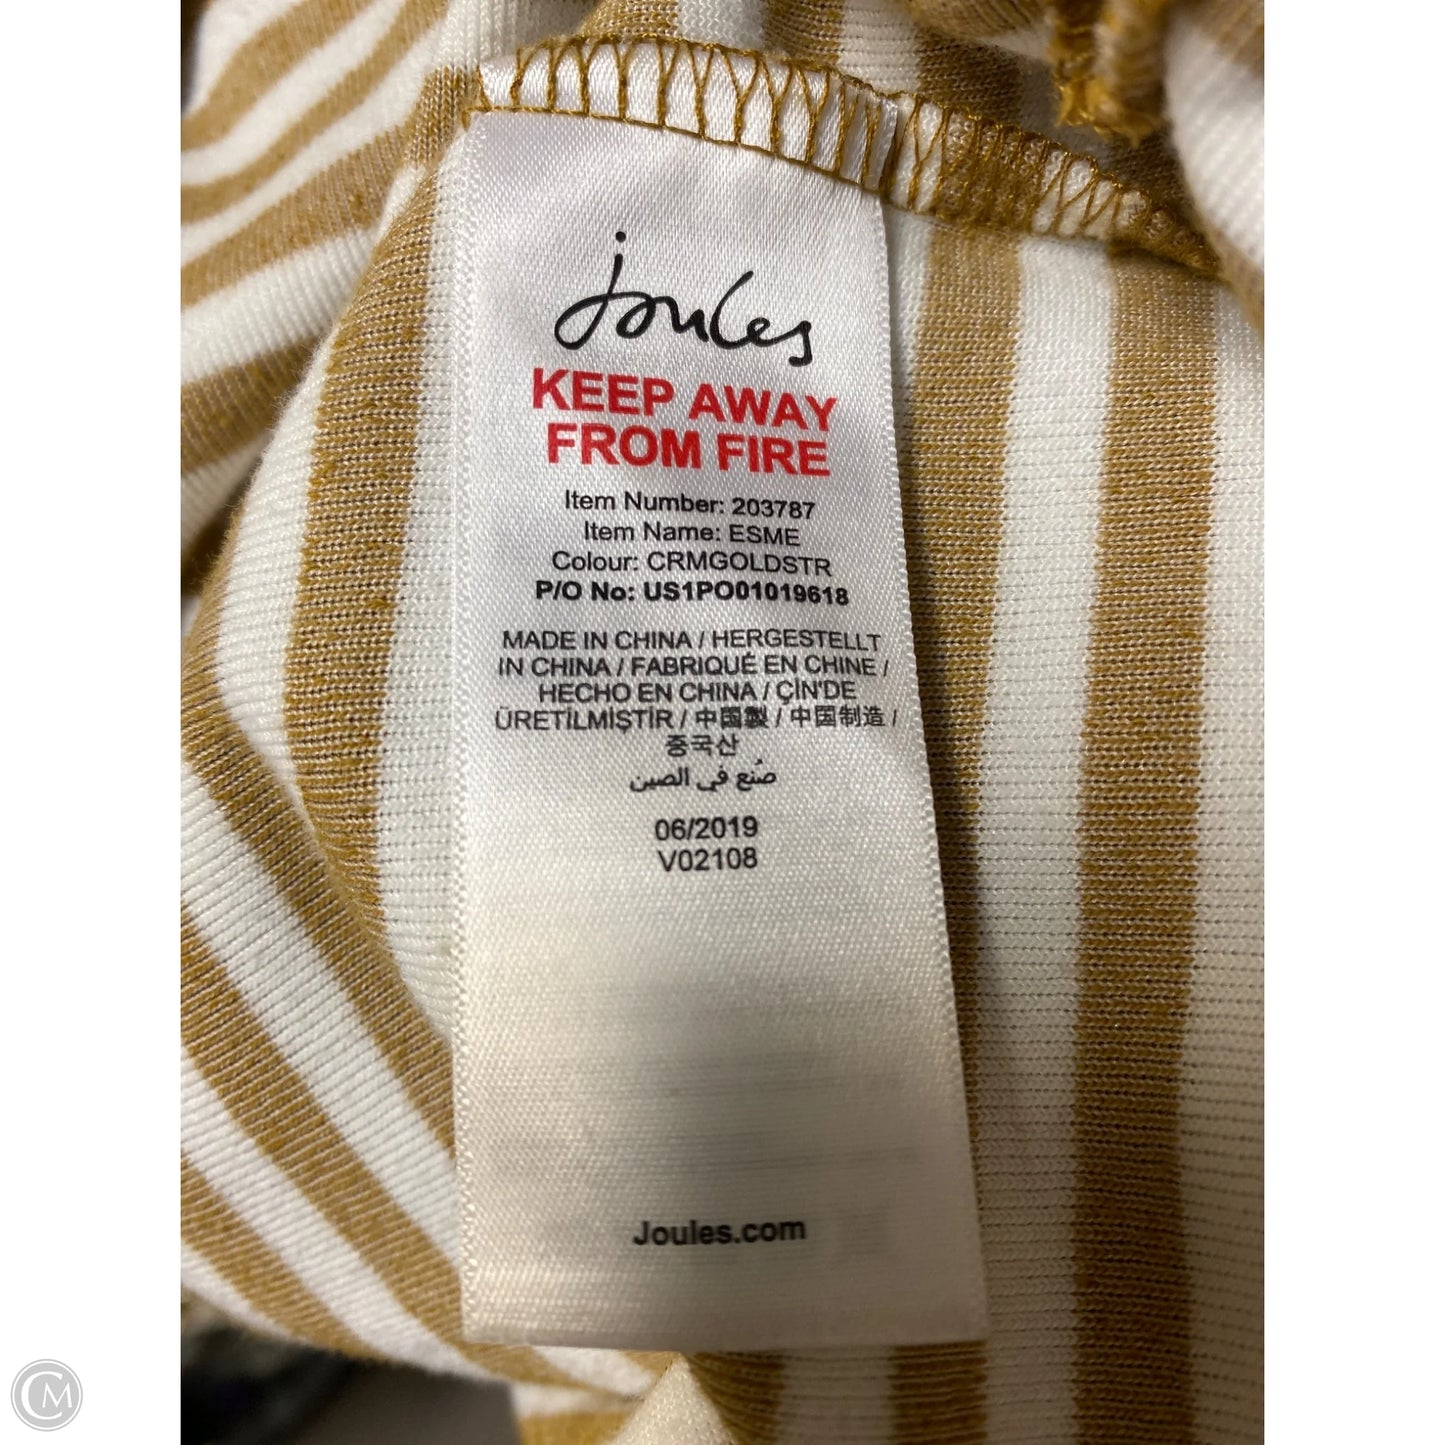 joules
KEEP AWAY
FROM FIRE
Item Number: 203787
Item Name: ESME
Colour: CRMGOLDSTR
P/O No: US1PO01019618
MADE IN CHINA / HERGESTELLT
IN CHINA / FABRIQUÉ EN CHINE /
HECHO EN CHINA / ÇİN'DE
ÜRETİLMİŞTİR / 中国製 / 中国制造 /
중국산
صُنع في الصين
06/2019
V02108
Joules.com
CM